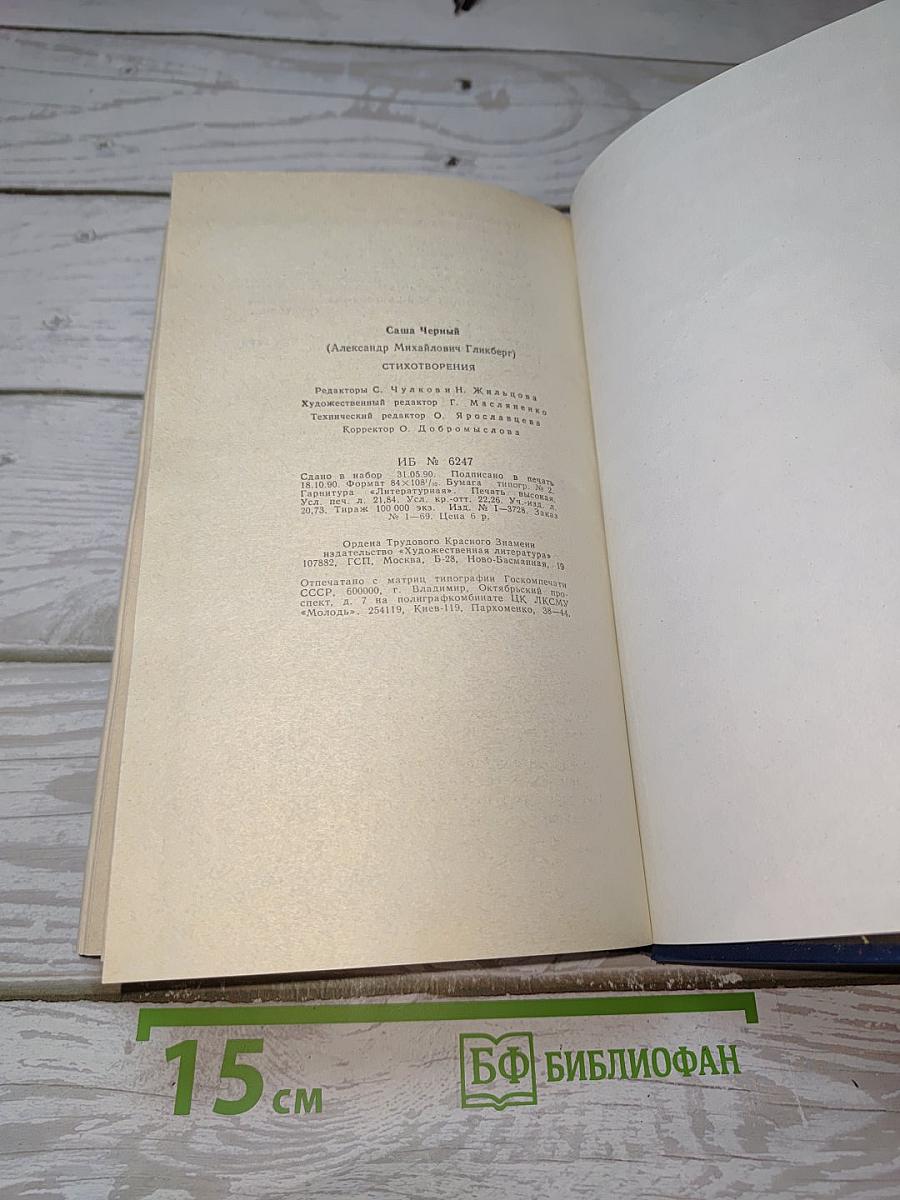 Саша Черный
(Александр Михайлович Гликберг)
СТИХОТВОРЕНИЯ
Редакторы С. Чулков и Н. Жильцова
Художественный редактор Г. Масляненко
Технический редактор О. Ярославцева
Корректор О. Добромыслова
ИБ № 6247
Сдано в набор 31.05.90. Подписано в печать
18.10.90. Формат 84×108¹/₃₂. Бумага типогр. № 2.
Гарнитура «Литературная». Печать высокая.
Усл. печ. л. 21,84. Усл. кр.-отт. 22,26. Уч.-изд. л.
20,73. Тираж 100 000 экз. Изд. № 1—3728. Заказ
№ 1—69. Цена 6 р.
Ордена Трудового Красного Знамени
издательство «Художественная литература»
107882, ГСП, Москва, Б-28, Ново-Басманная, 19
Отпечатано с матриц типографии Госкомпечати
СССР, 600000, г. Владимир, Октябрьский про-
спект, д. 7 на полиграфкомбинате ЦК ЛКСМУ
«Молодь». 254119, Киев-119, Пархоменко, 38—44.
15 см
БФ БИБЛИОФАН